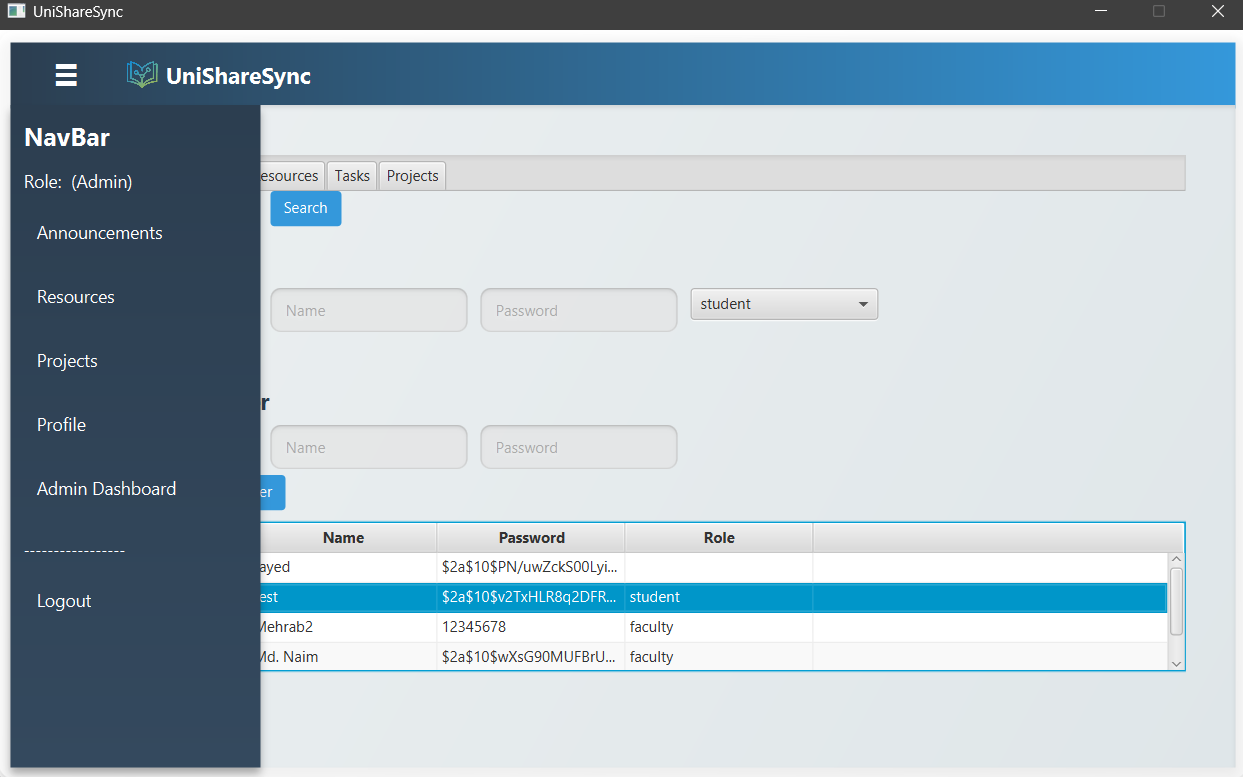 UniShareSync
UniShareSync
NavBar
Role: (Admin)
Announcements
Resources
Projects
Profile
Admin Dashboard
-----------------
Logout
esources Tasks Projects
Search
Name Password student
r
Name Password
er
Name Password Role
ayed $2a$10$PN/uwZckS00Lyi...
est $2a$10$v2TxHLR8q2DFR... student
Mehrab2 12345678 faculty
Md. Naim $2a$10$wXsG90MUFBrU... faculty